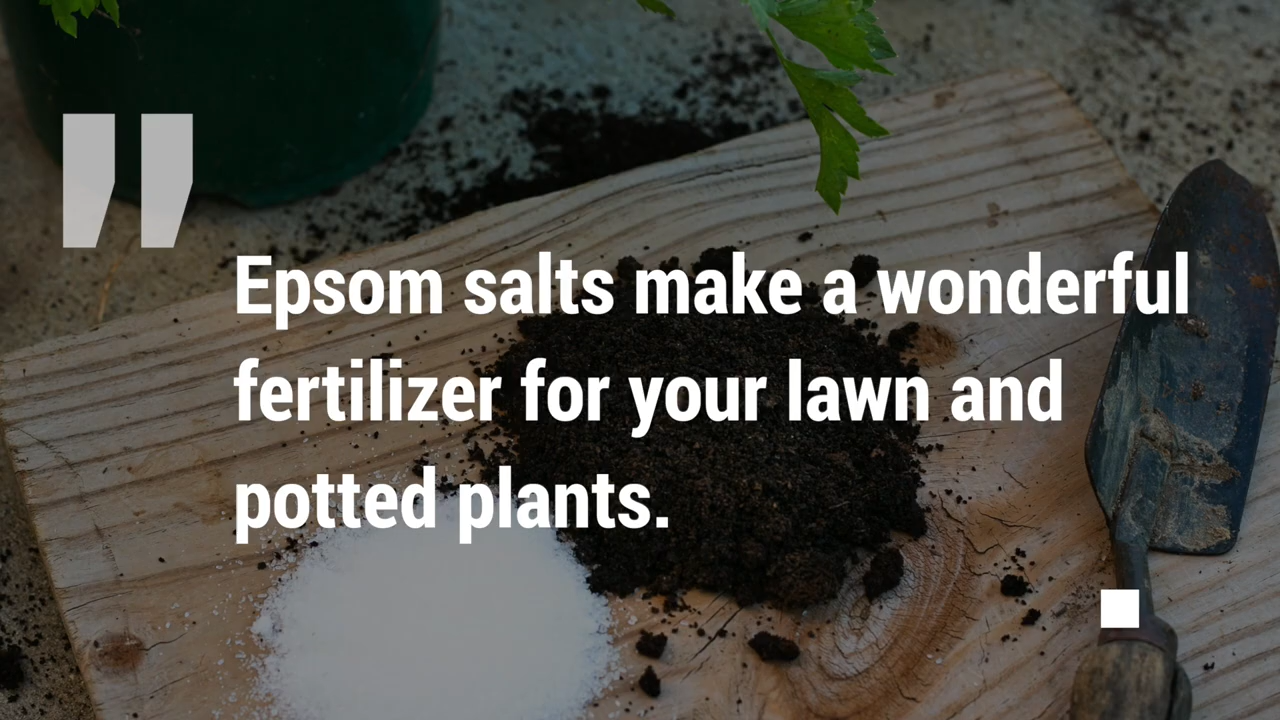 "
Epsom salts make a wonderful
fertilizer for your lawn and
potted plants.